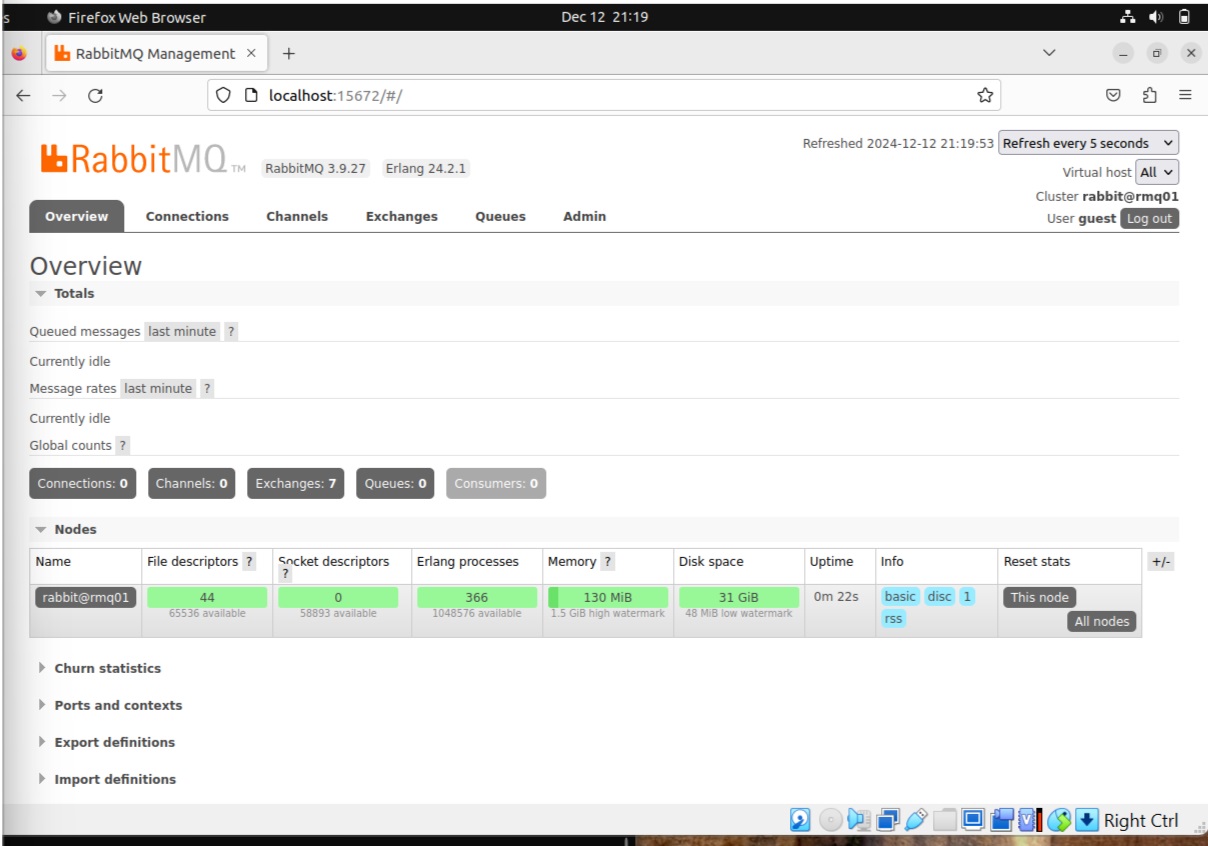 s Firefox Web Browser Dec 12 21:19
RabbitMQ Management × +
localhost:15672/#/
RabbitMQ TM RabbitMQ 3.9.27 Erlang 24.2.1
Refreshed 2024-12-12 21:19:53 Refresh every 5 seconds
Virtual host All
Cluster rabbit@rmq01
User guest Log out
Overview Connections Channels Exchanges Queues Admin
Overview
Totals
Queued messages last minute ?
Currently idle
Message rates last minute ?
Currently idle
Global counts ?
Connections: 0 Channels: 0 Exchanges: 7 Queues: 0 Consumers: 0
Nodes
Name File descriptors ? Socket descriptors ? Erlang processes Memory ? Disk space Uptime Info Reset stats +/-
rabbit@rmq01 44 0 366 130 MiB 31 GiB 0m 22s basic disc 1 This node
65536 available 58893 available 1048576 available 1.5 GiB high watermark 48 MiB low watermark rss All nodes
Churn statistics
Ports and contexts
Export definitions
Import definitions
Right Ctrl